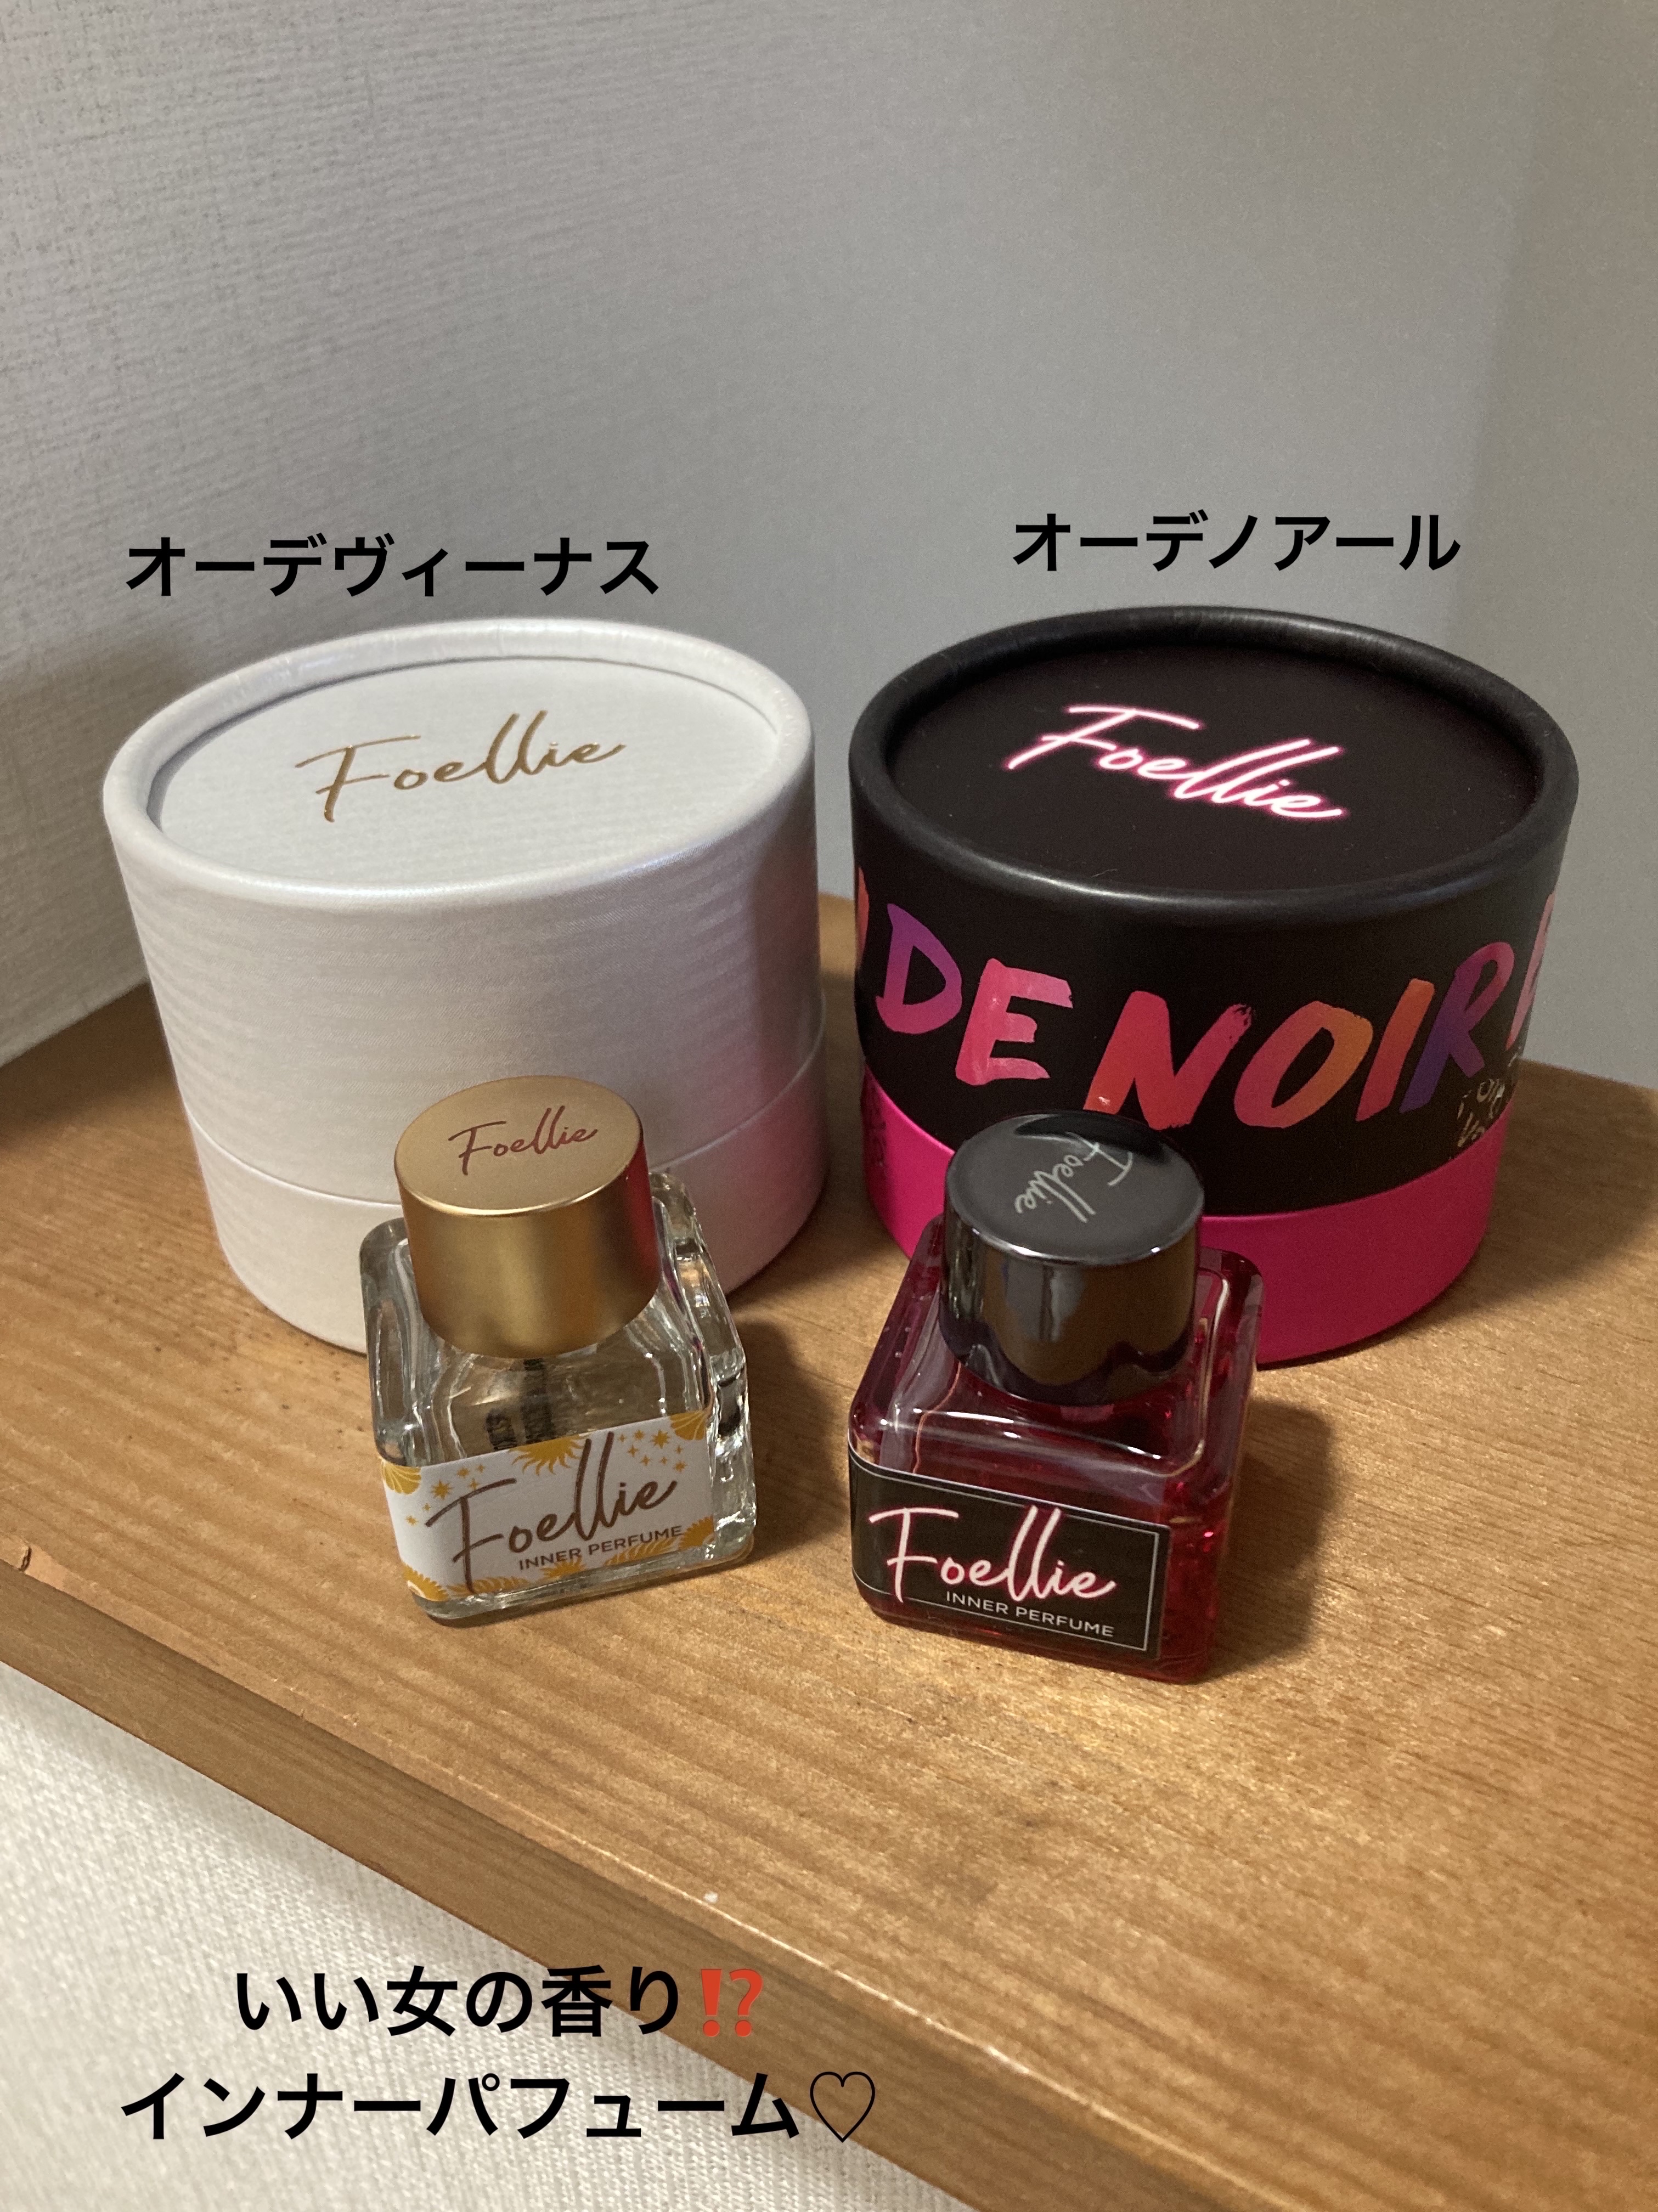 オーデヴィーナス
オーデノアール
Foellie
Foellie
DE NOIRE
Foellie
Foellie
Foellie
INNER PERFUME
Foellie
INNER PERFUME
いい女の香り⁉️
インナーパフューム♡